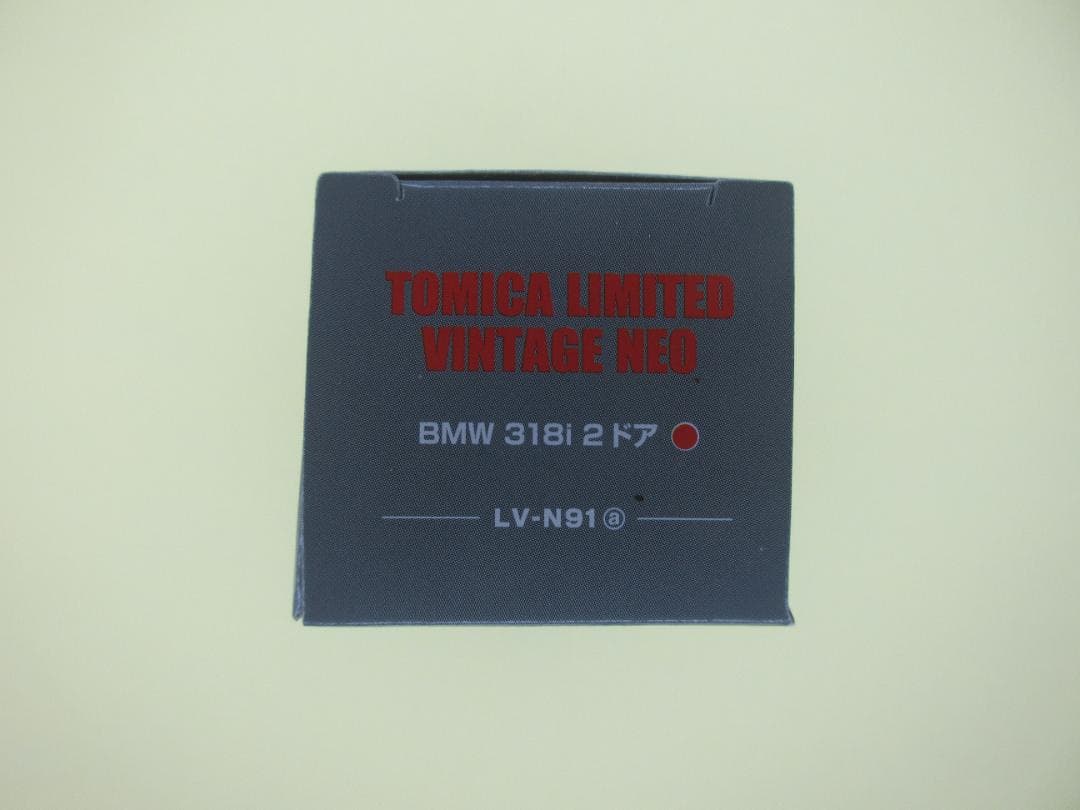 TOMICA LIMITED
VINTAGE NEO
BMW 318i 2ドア
LV-N91ⓐ